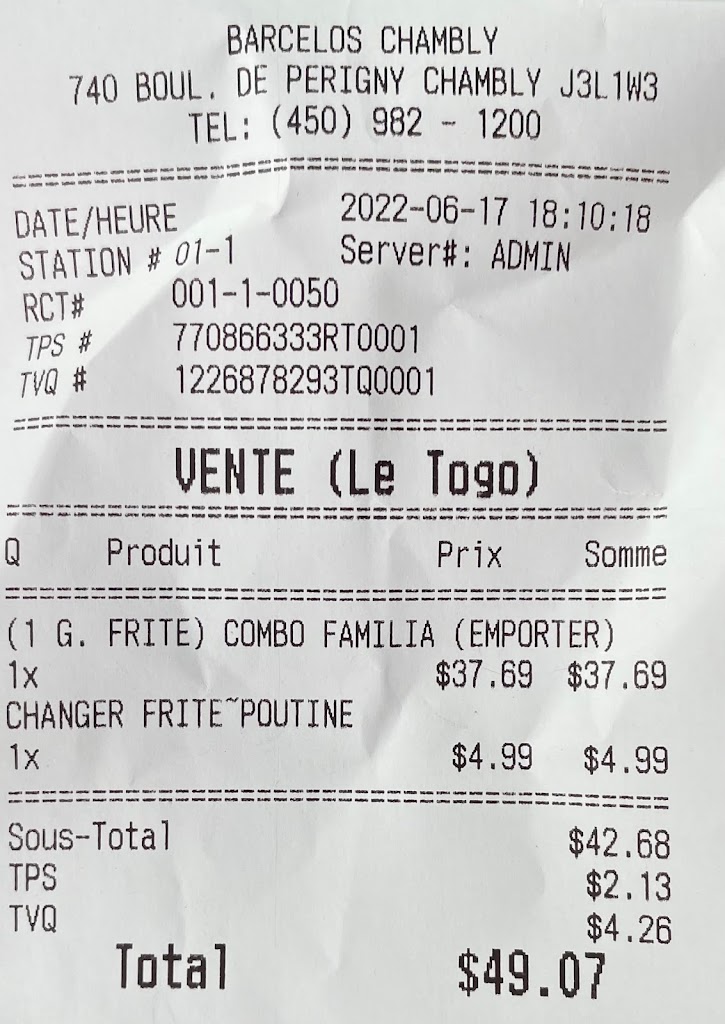 BARCELOS CHAMBLY
740 BOUL. DE PERIGNY CHAMBLY J3L1W3
TEL: (450) 982 - 1200
DATE/HEURE 2022-06-17 18:10:18
STATION # 01-1 Server#: ADMIN
RCT# 001-1-0050
TPS # 770866333RT0001
TVQ # 1226878293TQ0001
VENTE (Le Togo)
Q Produit Prix Somme
(1 G. FRITE) COMBO FAMILIA (EMPORTER)
1x $37.69 $37.69
CHANGER FRITE~POUTINE
1x $4.99 $4.99
Sous-Total $42.68
TPS $2.13
TVQ $4.26
Total $49.07